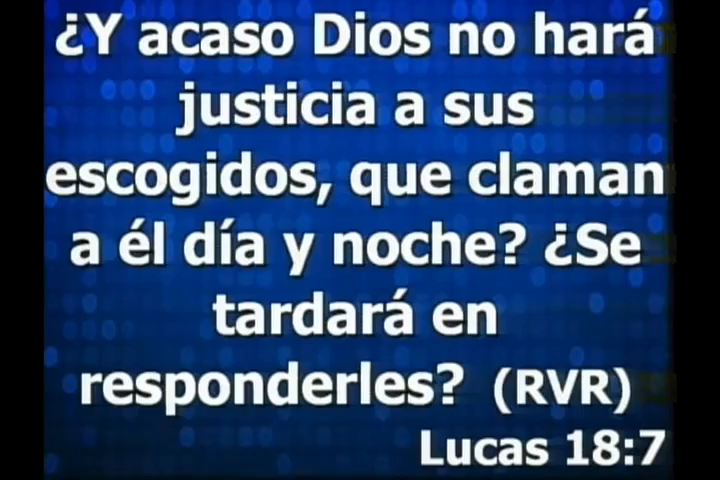 ¿Y acaso Dios no hará
justicia a sus
escogidos, que claman
a él día y noche? ¿Se
tardará en
responderles? (RVR)
Lucas 18:7